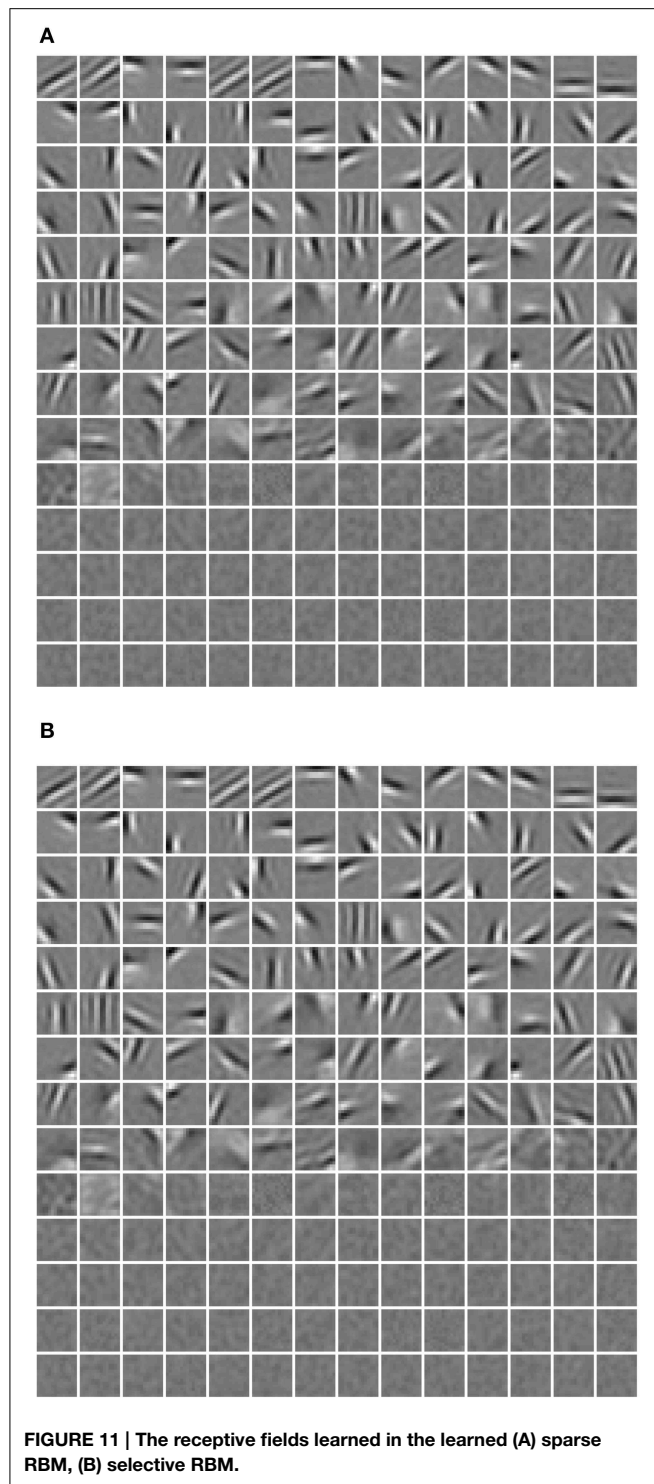 A
B
FIGURE 11 | The receptive fields learned in the learned (A) sparse
RBM, (B) selective RBM.